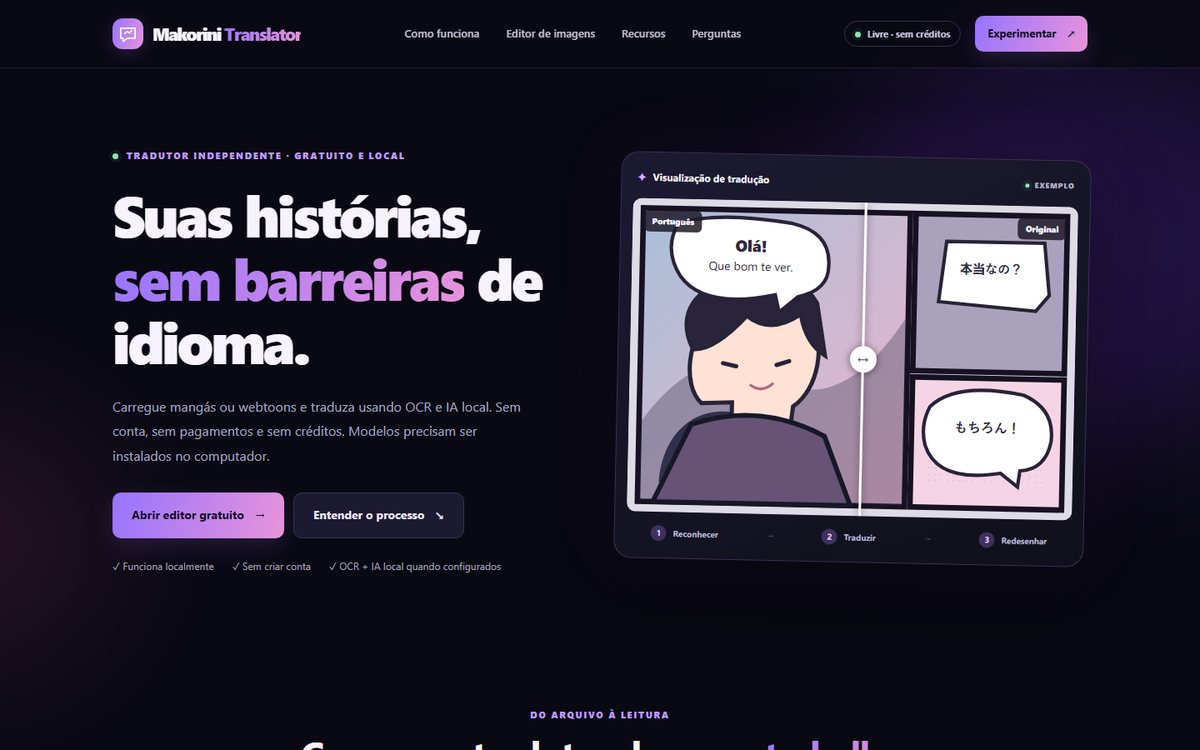 Makorini Translator
Como funciona
Editor de imagens
Recursos
Perguntas
Livre · sem créditos
Experimentar ↗
TRADUTOR INDEPENDENTE · GRATUITO E LOCAL
Suas histórias,
sem barreiras de
idioma.
Carregue mangás ou webtoons e traduza usando OCR e IA local. Sem
conta, sem pagamentos e sem créditos. Modelos precisam ser
instalados no computador.
Abrir editor gratuito →
Entender o processo ↘
✓ Funciona localmente
✓ Sem criar conta
✓ OCR + IA local quando configurados
✦ Visualização de tradução
EXEMPLO
Português
Original
Olá!
Que bom te ver.
本当なの？
もちろん！
1 Reconhecer →
2 Traduzir →
3 Redesenhar
DO ARQUIVO À LEITURA